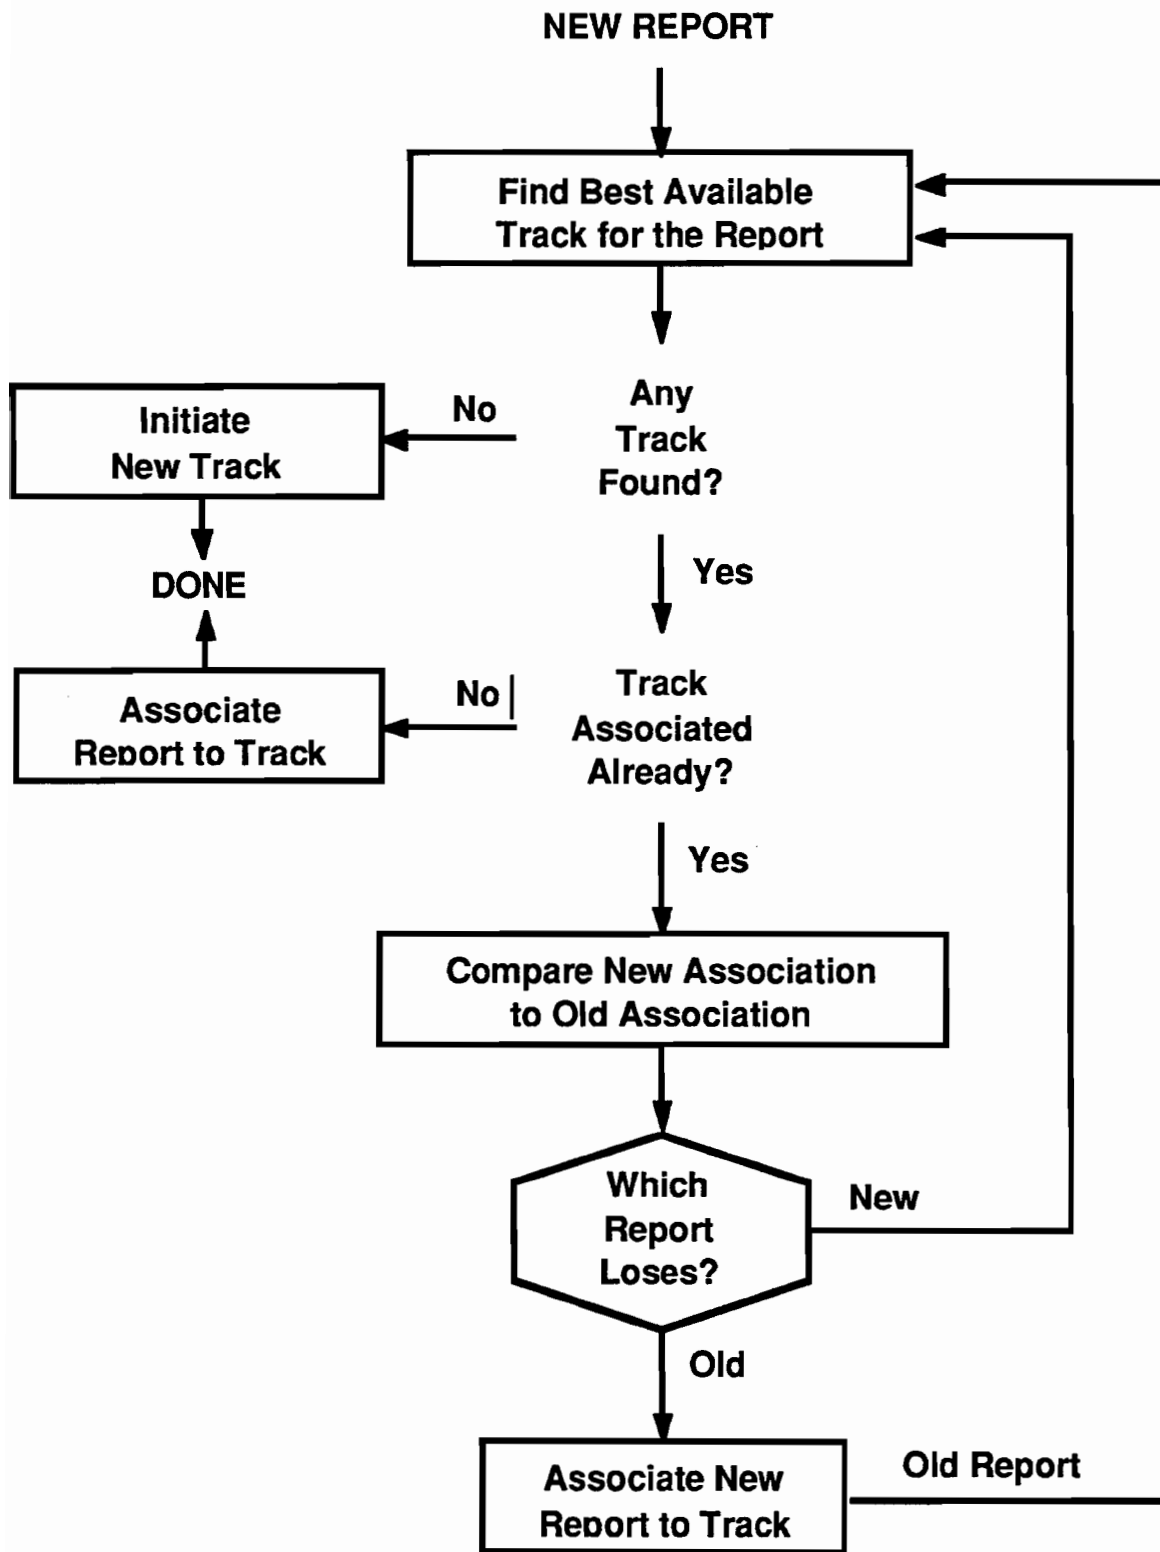 NEW REPORT
Find Best Available
Track for the Report
Any
Track
Found?
No
Initiate
New Track
DONE
Yes
Track
Associated
Already?
No
Associate
Report to Track
Yes
Compare New Association
to Old Association
Which
Report
Loses?
New
Old
Associate New
Report to Track
Old Report